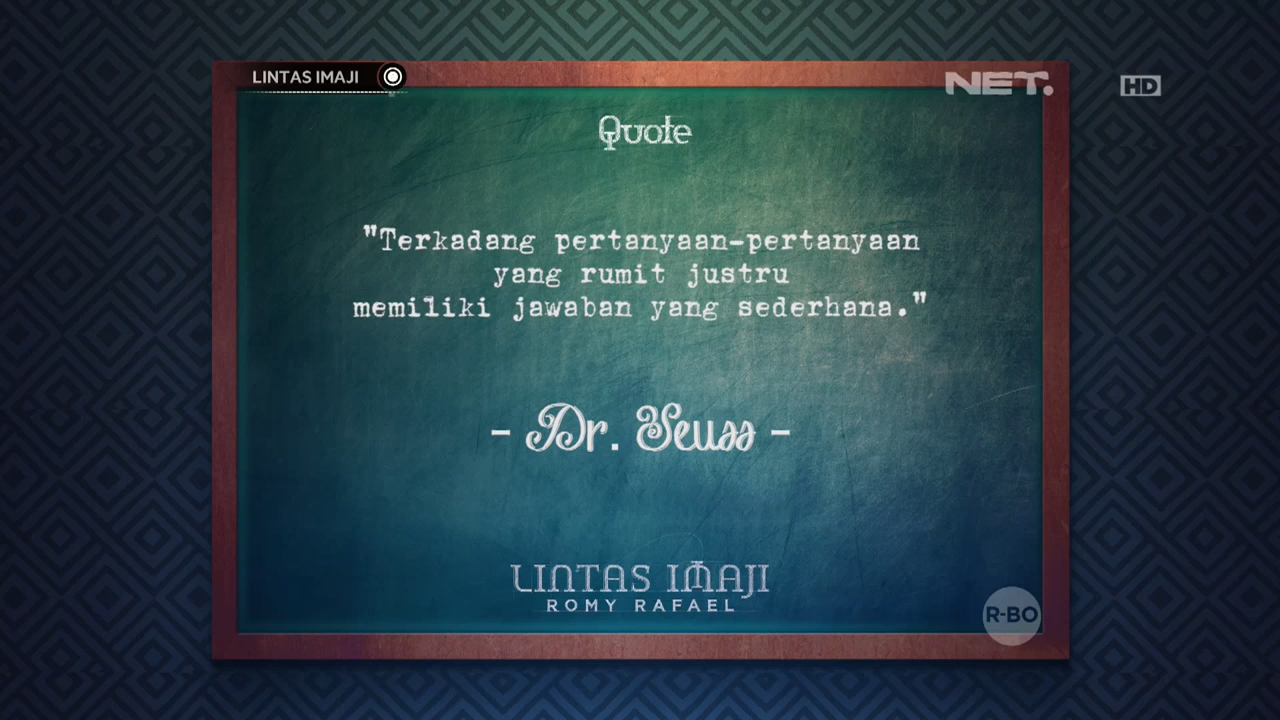 LINTAS IMAJI
NET.
HD
Quote
"Terkadang pertanyaan-pertanyaan
yang rumit justru
memiliki jawaban yang sederhana."
- Dr. Seuss -
LINTAS IMAJI
ROMY RAFAEL
R-BO